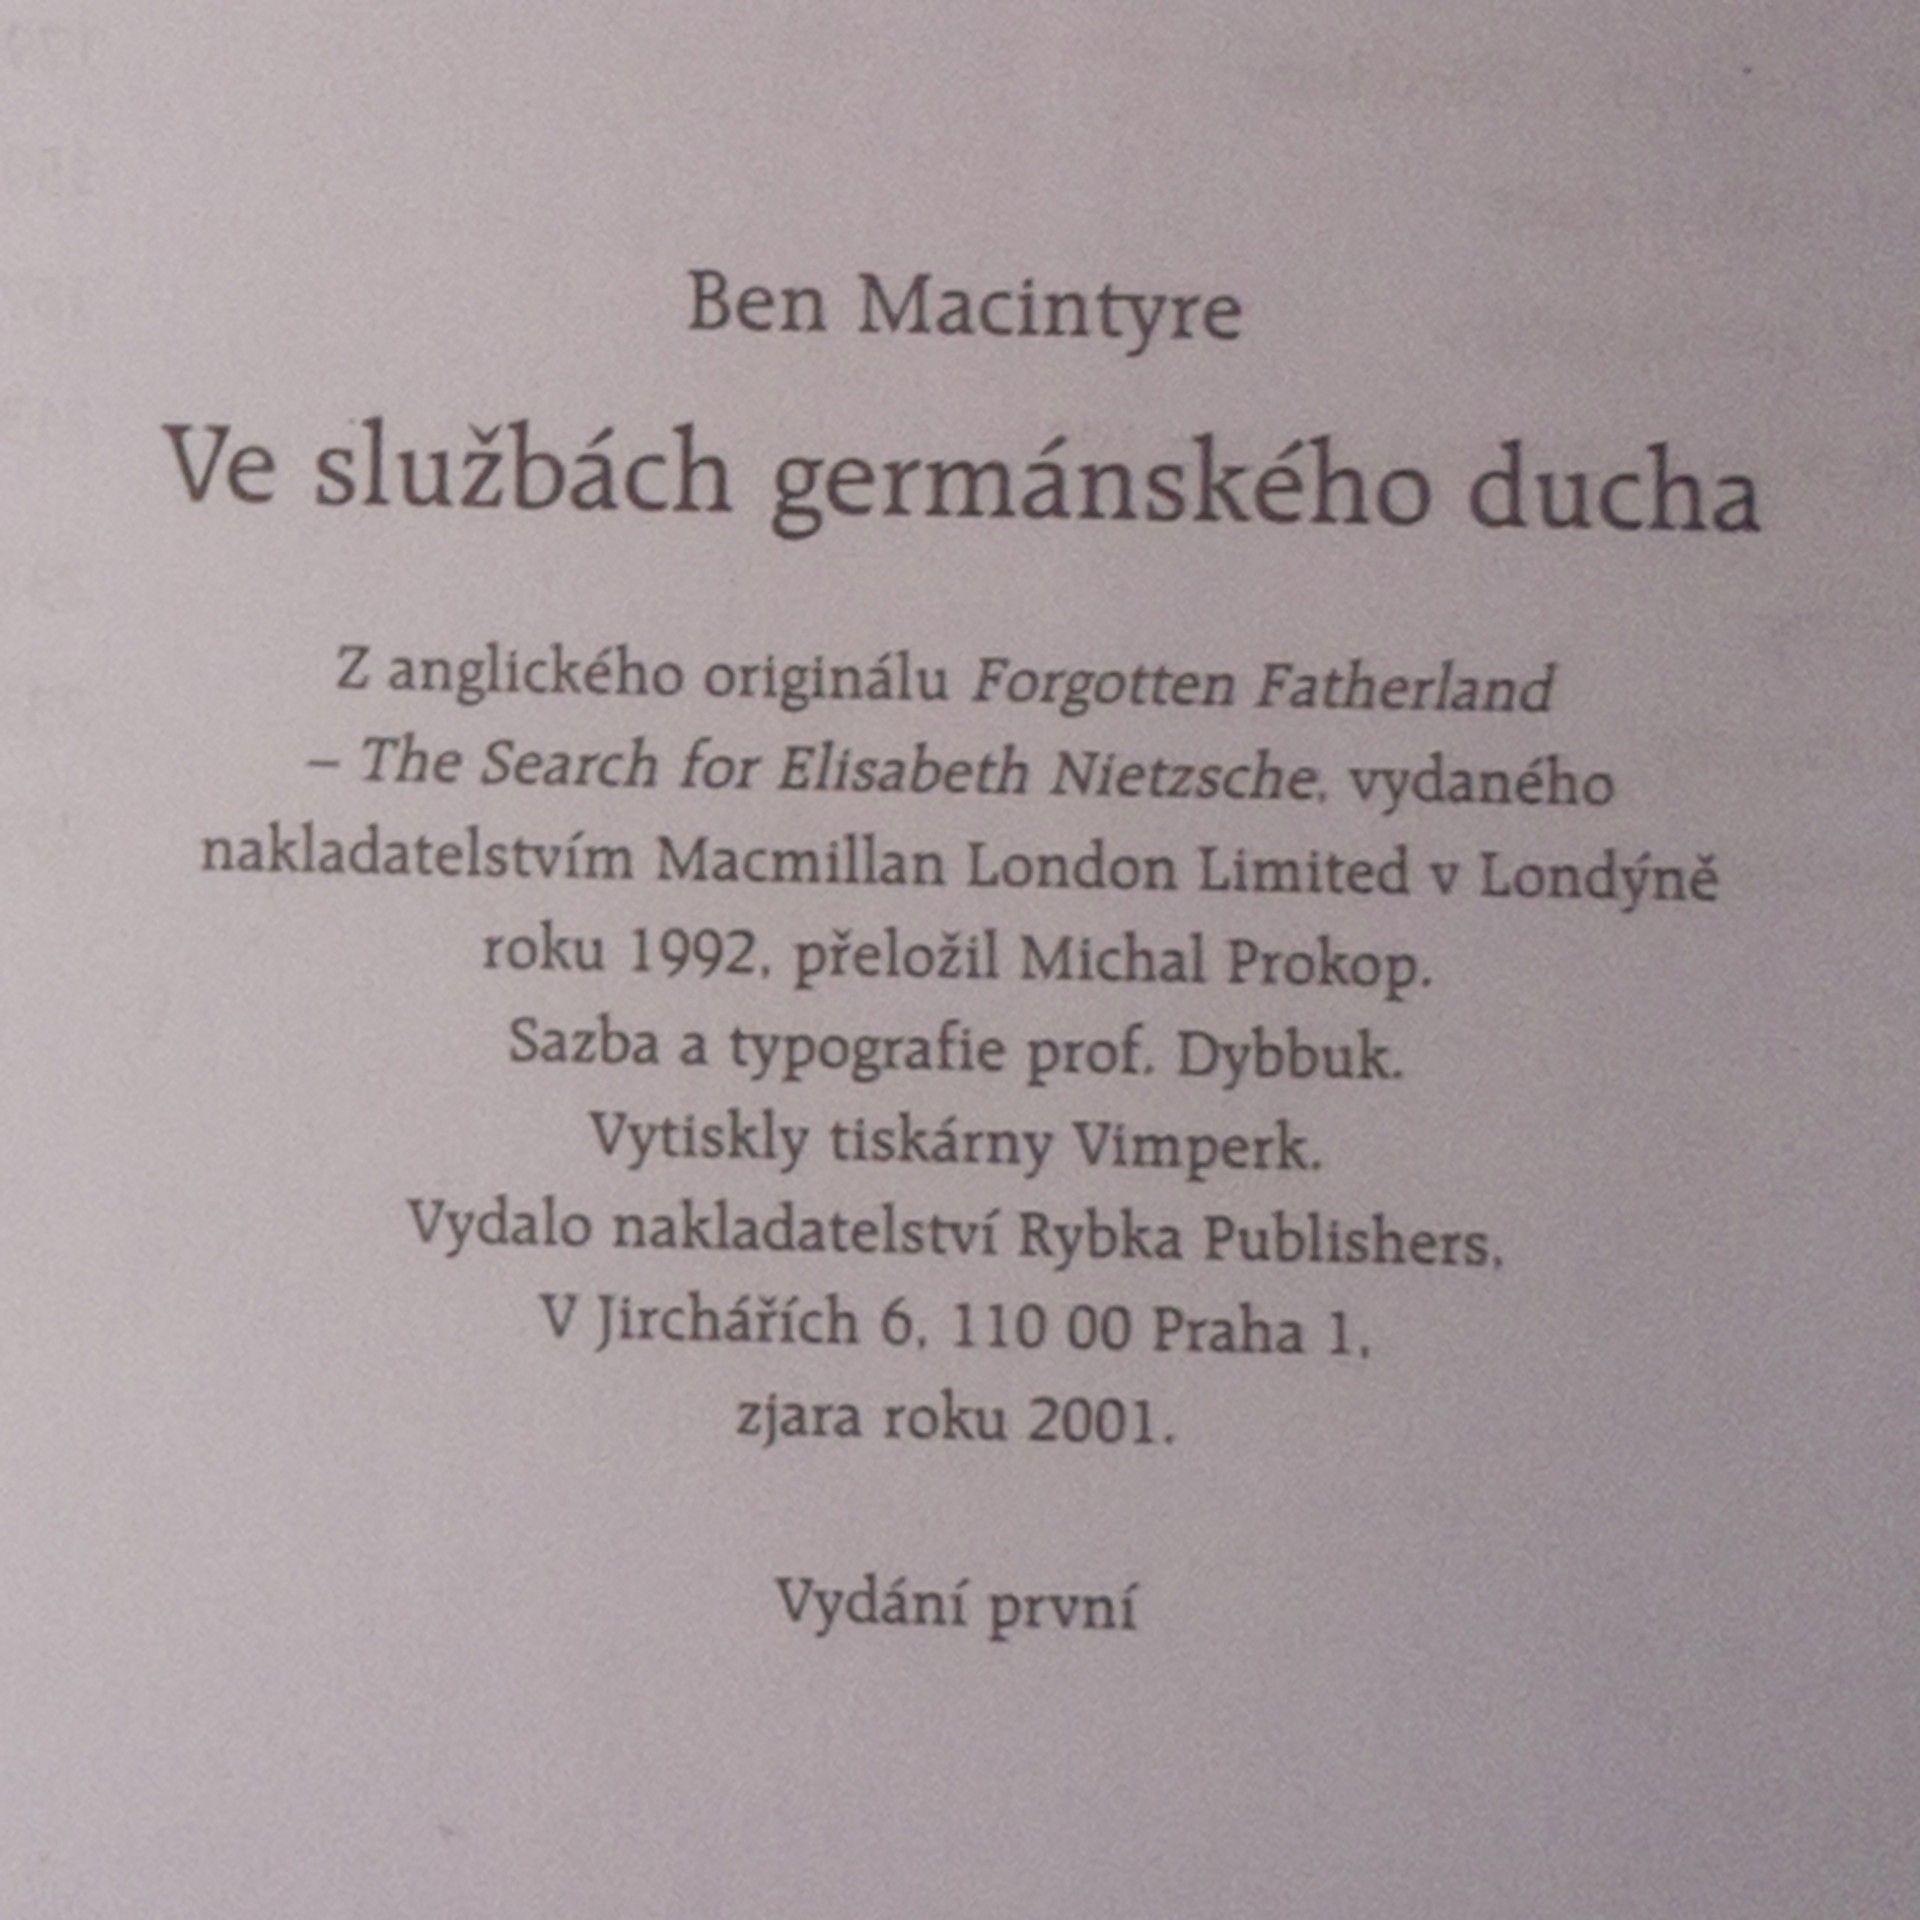 Ben Macintyre
Ve službách germánského ducha
Z anglického originálu Forgotten Fatherland
– The Search for Elisabeth Nietzsche, vydaného
nakladatelstvím Macmillan London Limited v Londýně
roku 1992, přeložil Michal Prokop.
Sazba a typografie prof. Dybbuk.
Vytiskly tiskárny Vimperk.
Vydalo nakladatelství Rybka Publishers,
V Jirchářích 6, 110 00 Praha 1,
zjara roku 2001.
Vydání první